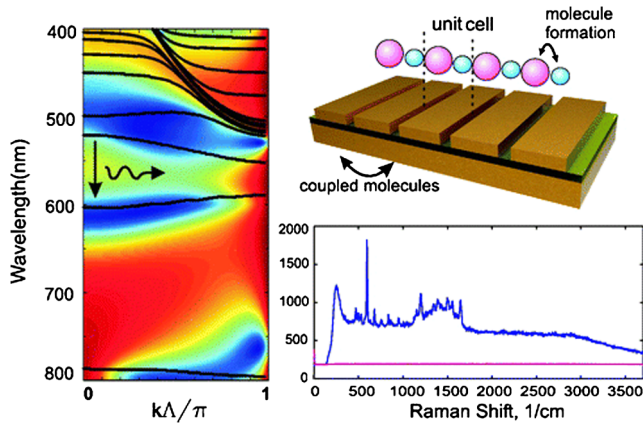 400
500
600
700
800
Wavelength(nm)
0
1
kΛ/π
unit cell
molecule
formation
coupled molecules
2000
1500
1000
500
0
0
500
1000
1500
2000
2500
3000
3500
Raman Shift, 1/cm